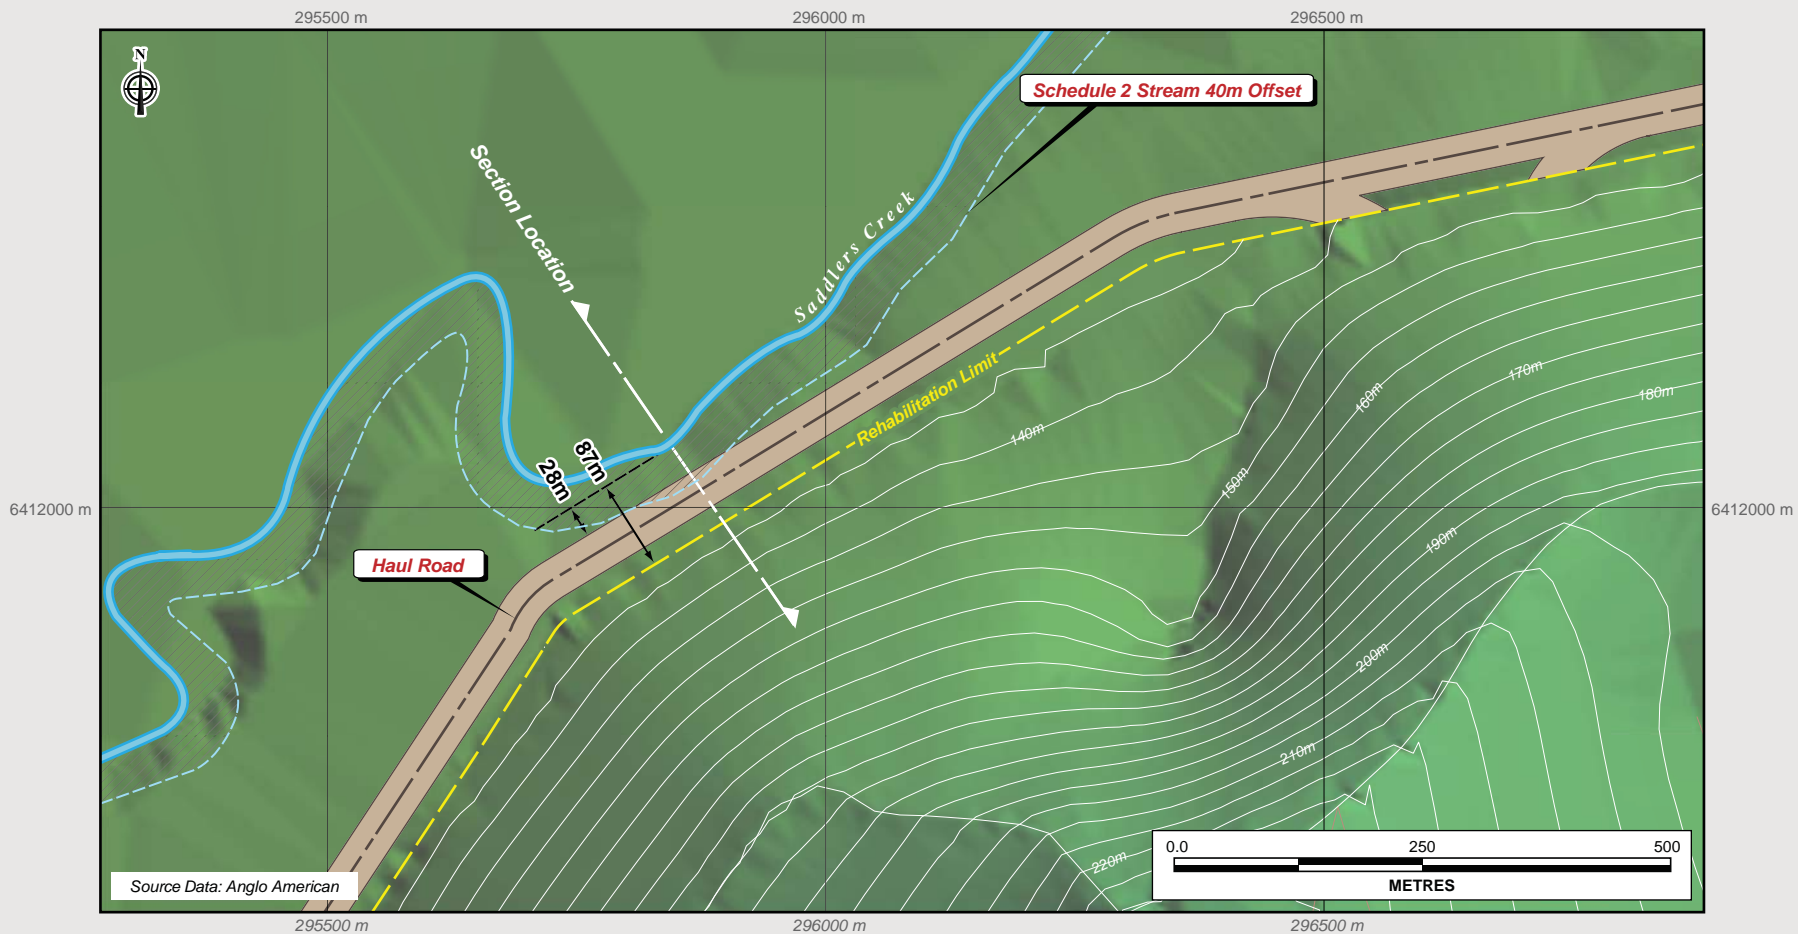 295500 m
296000 m
296500 m
N
Schedule 2 Stream 40m Offset
Section Location
Saddlers Creek
Rehabilitation Limit
170m
180m
160m
140m
87m
28m
150m
6412000 m
6412000 m
190m
Haul Road
200m
210m
220m
0.0
250
500
METRES
Source Data: Anglo American
295500 m
296000 m
296500 m